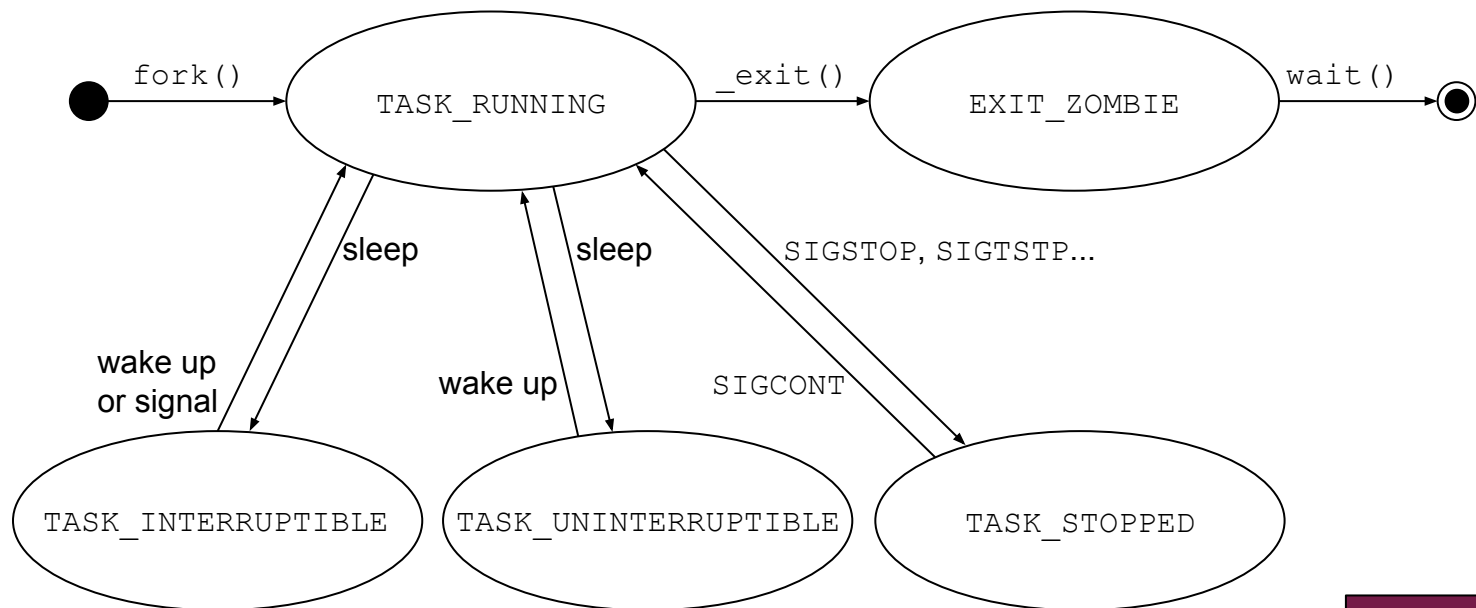 fork()
TASK_RUNNING
_exit()
EXIT_ZOMBIE
wait()
sleep
sleep
SIGSTOP, SIGTSTP...
wake up
or signal
wake up
SIGCONT
TASK_INTERRUPTIBLE
TASK_UNINTERRUPTIBLE
TASK_STOPPED